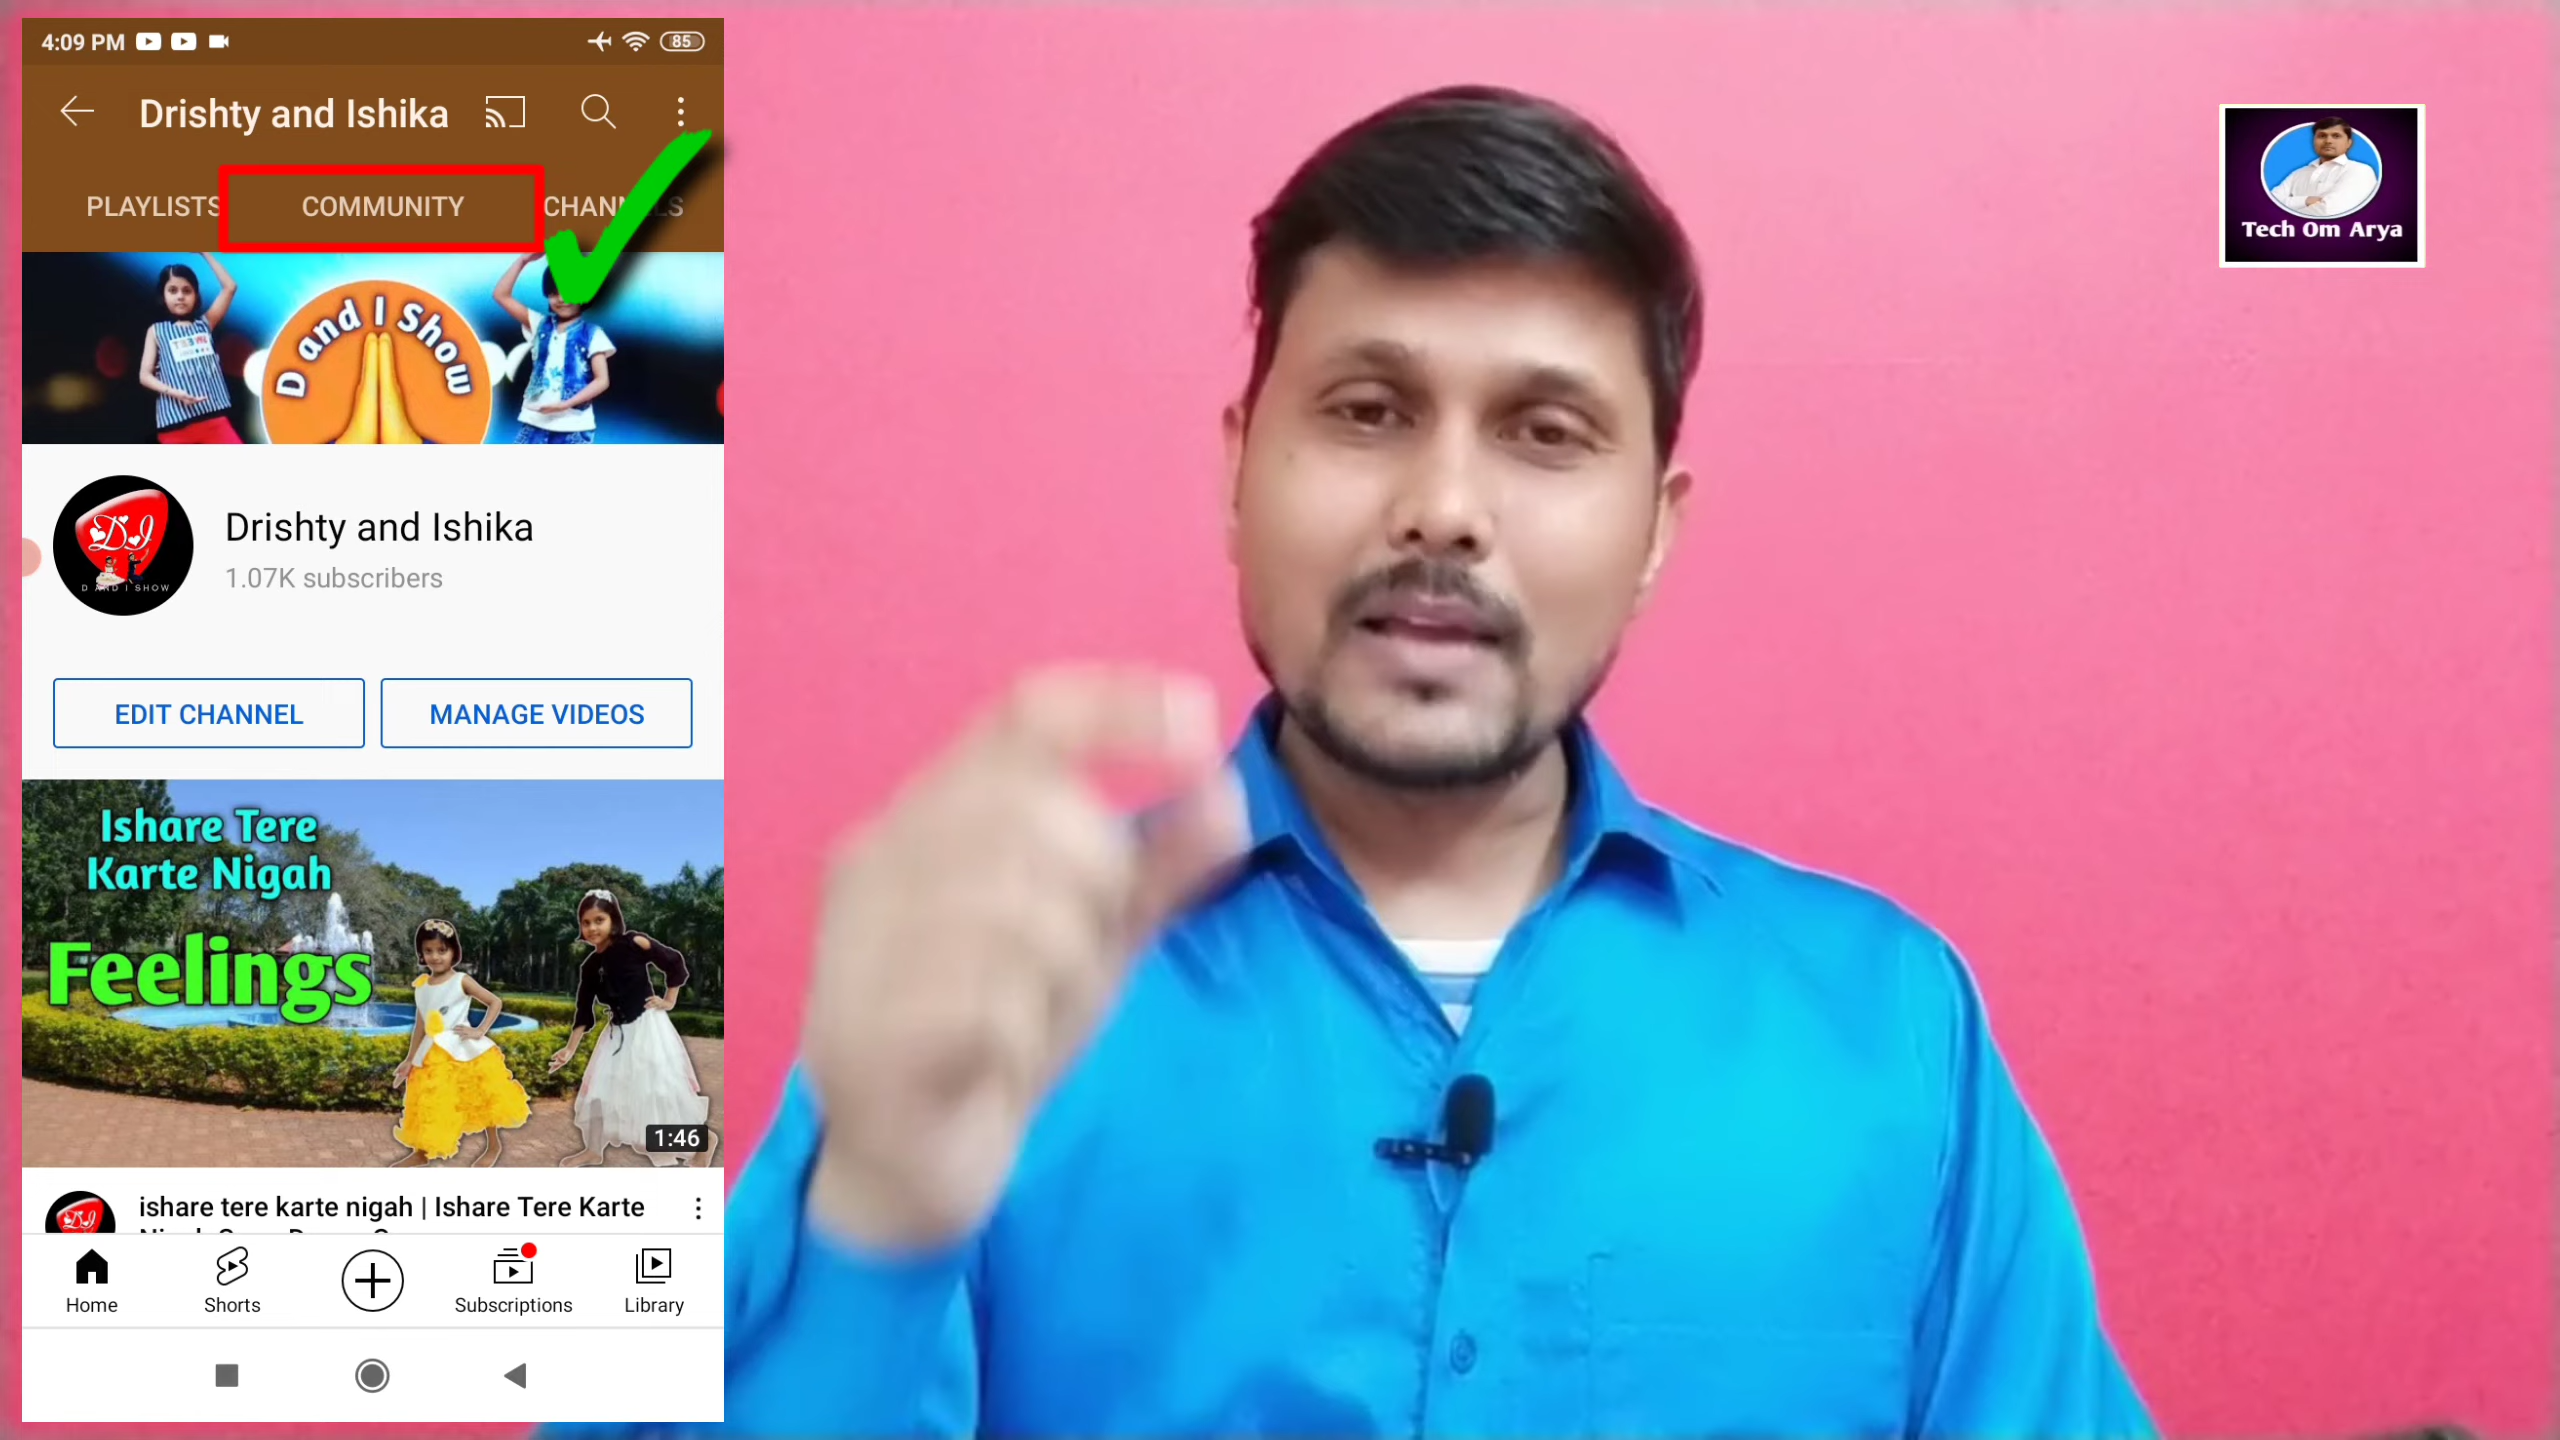 4:09 PM
85
Drishty and Ishika
PLAYLISTS
COMMUNITY
D and I Show
Drishty and Ishika
1.07K subscribers
D AND I SHOW
EDIT CHANNEL
MANAGE VIDEOS
Ishare Tere
Karte Nigah
Feelings
1:46
ishare tere karte nigah | Ishare Tere Karte
Home
Shorts
Subscriptions
Library
Tech Om Arya